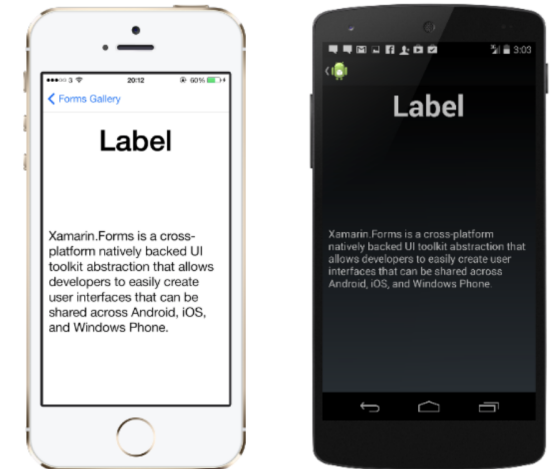 ●●●○○ 3
20:12
60%
Forms Gallery
Label
Xamarin.Forms is a cross-
platform natively backed UI
toolkit abstraction that allows
developers to easily create
user interfaces that can be
shared across Android, iOS,
and Windows Phone.
3:03
Label
Xamarin.Forms is a cross-platform
natively backed UI toolkit abstraction that
allows developers to easily create user
interfaces that can be shared across
Android, iOS, and Windows Phone.